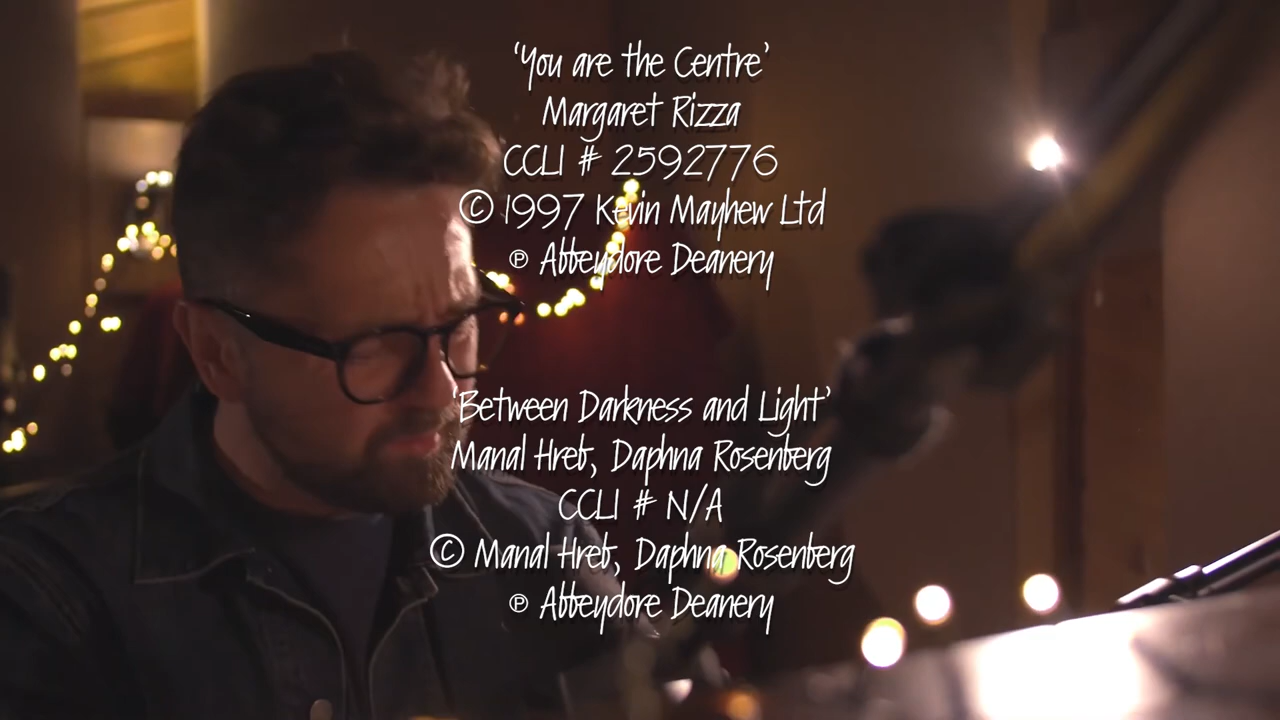 ‘You are the Centre’
Margaret Rizza
CCLI # 2592776
© 1997 Kevin Mayhew Ltd
℗ Abbeydore Deanery
‘Between Darkness and Light’
Manal Hreb, Daphna Rosenberg
CCLI # N/A
© Manal Hreb, Daphna Rosenberg
℗ Abbeydore Deanery